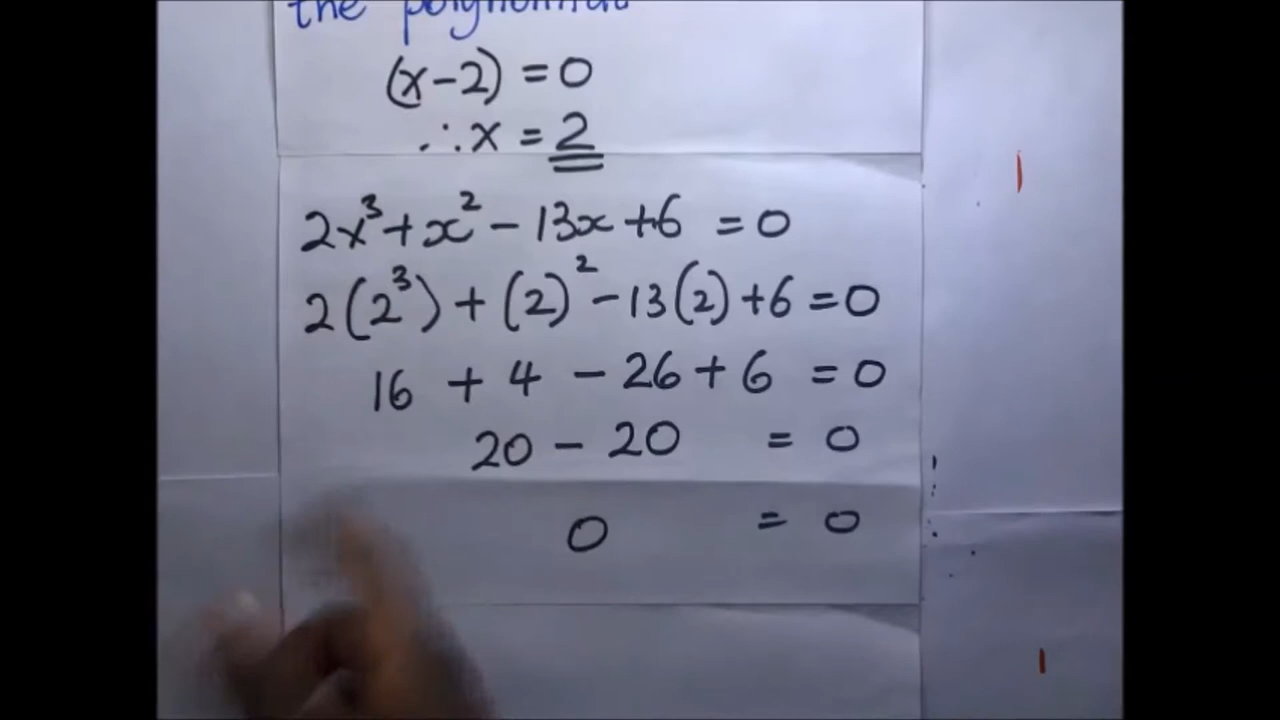 the polynomial
(x-2) = 0
∴x = 2
2x³+x²-13x+6 = 0
2(2³)+(2)²-13(2)+6=0
16 + 4 - 26 + 6 = 0
20 - 20 = 0
0 = 0